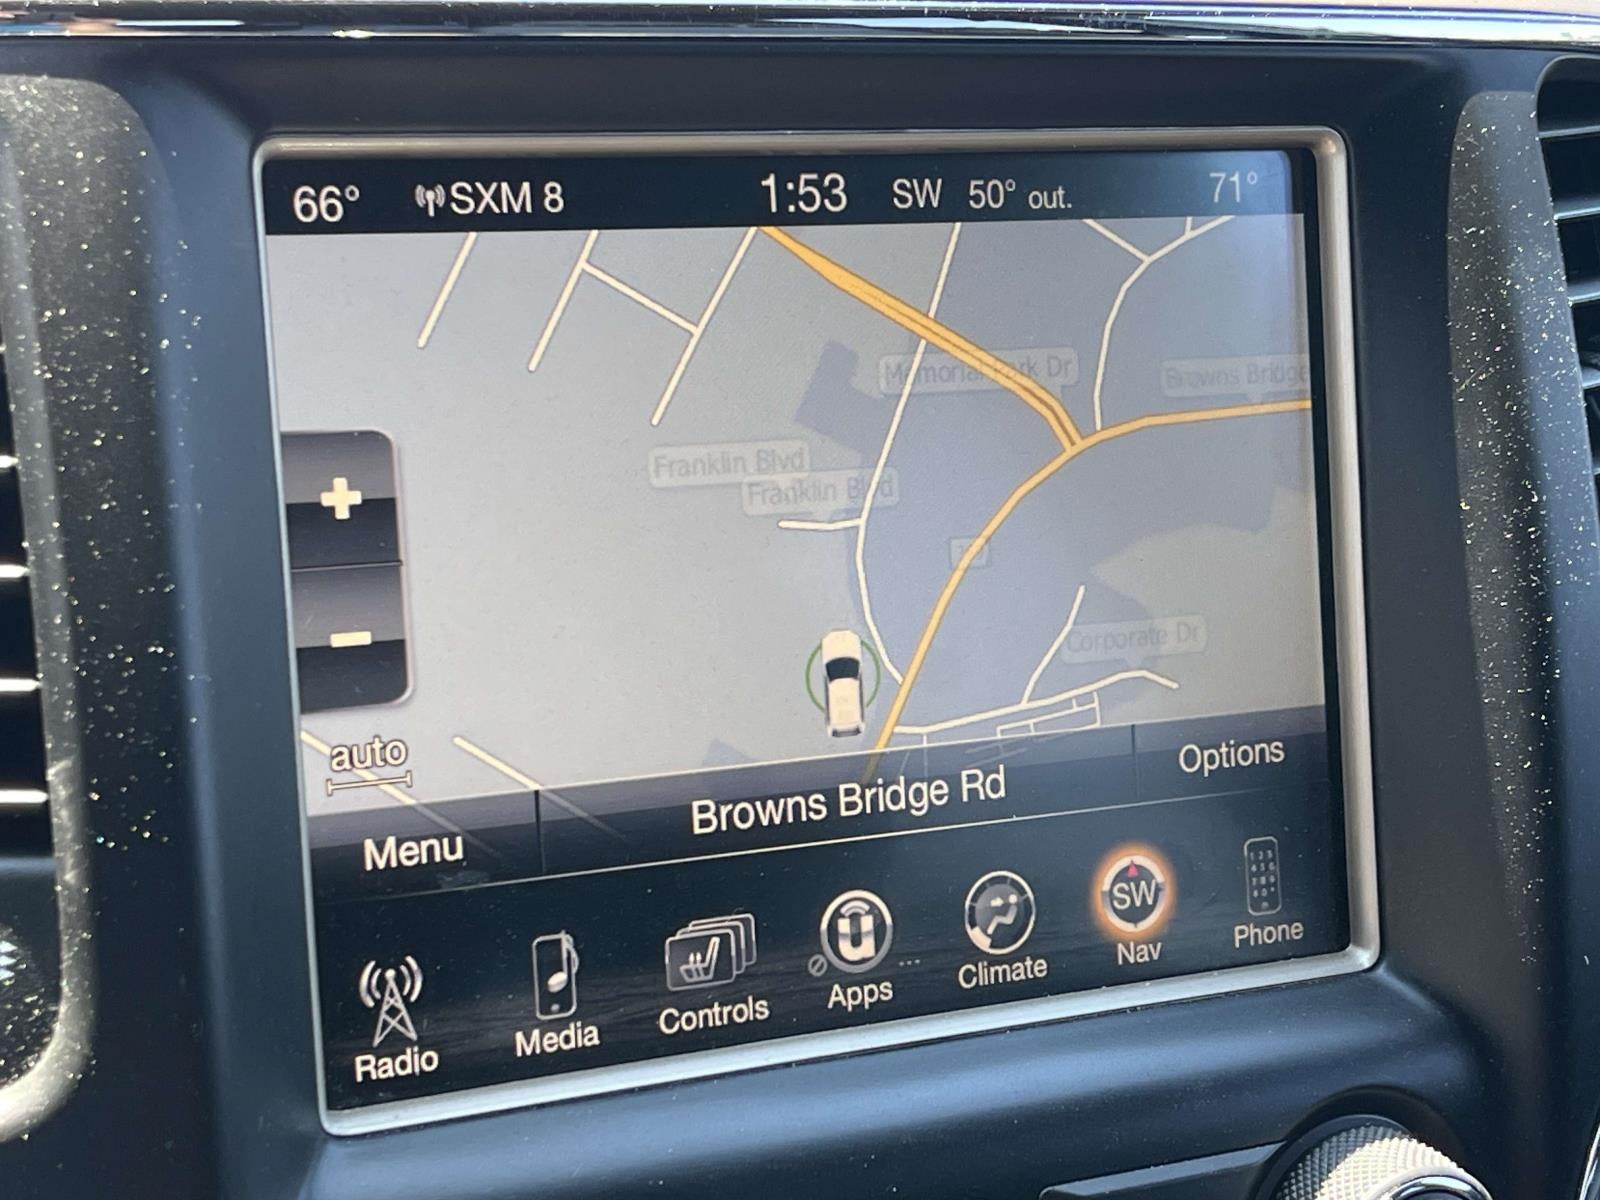 66° SXM 8 1:53 SW 50° out. 71°
Memorial Park Dr
Browns Bridge
Franklin Blvd
Franklin Blvd
Corporate Dr
auto
Menu
Browns Bridge Rd
Options
Radio
Media
Controls
Apps
Climate
SW
Nav
Phone